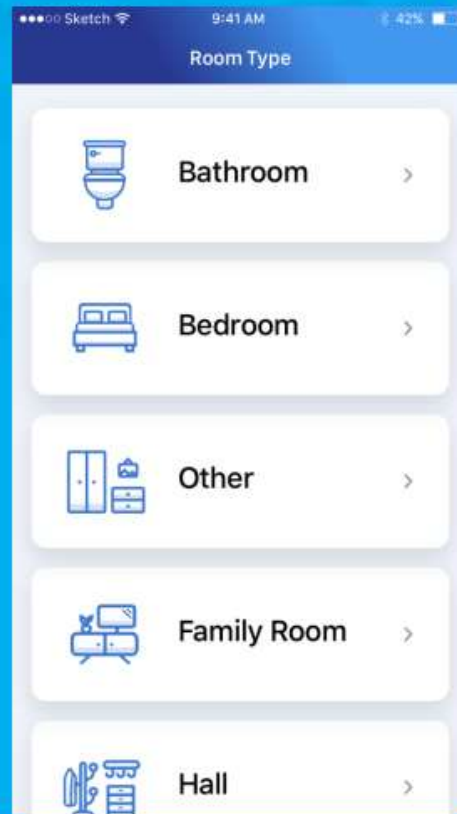 Sketch 9:41 AM 42%
Room Type
Bathroom
Bedroom
Other
Family Room
Hall